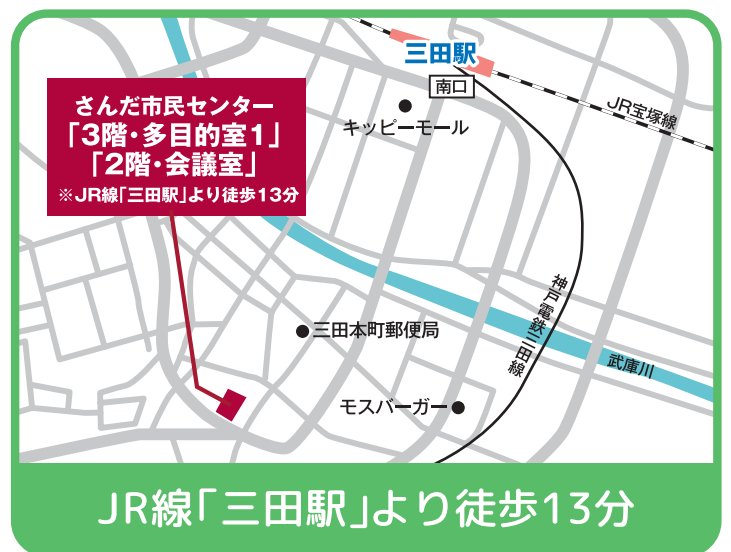 三田駅
南口
JR宝塚線
キッピーモール
さんだ市民センター
「3階・多目的室1」
「2階・会議室」
※JR線「三田駅」より徒歩13分
神戸電鉄三田線
三田本町郵便局
武庫川
モスバーガー
JR線「三田駅」より徒歩13分